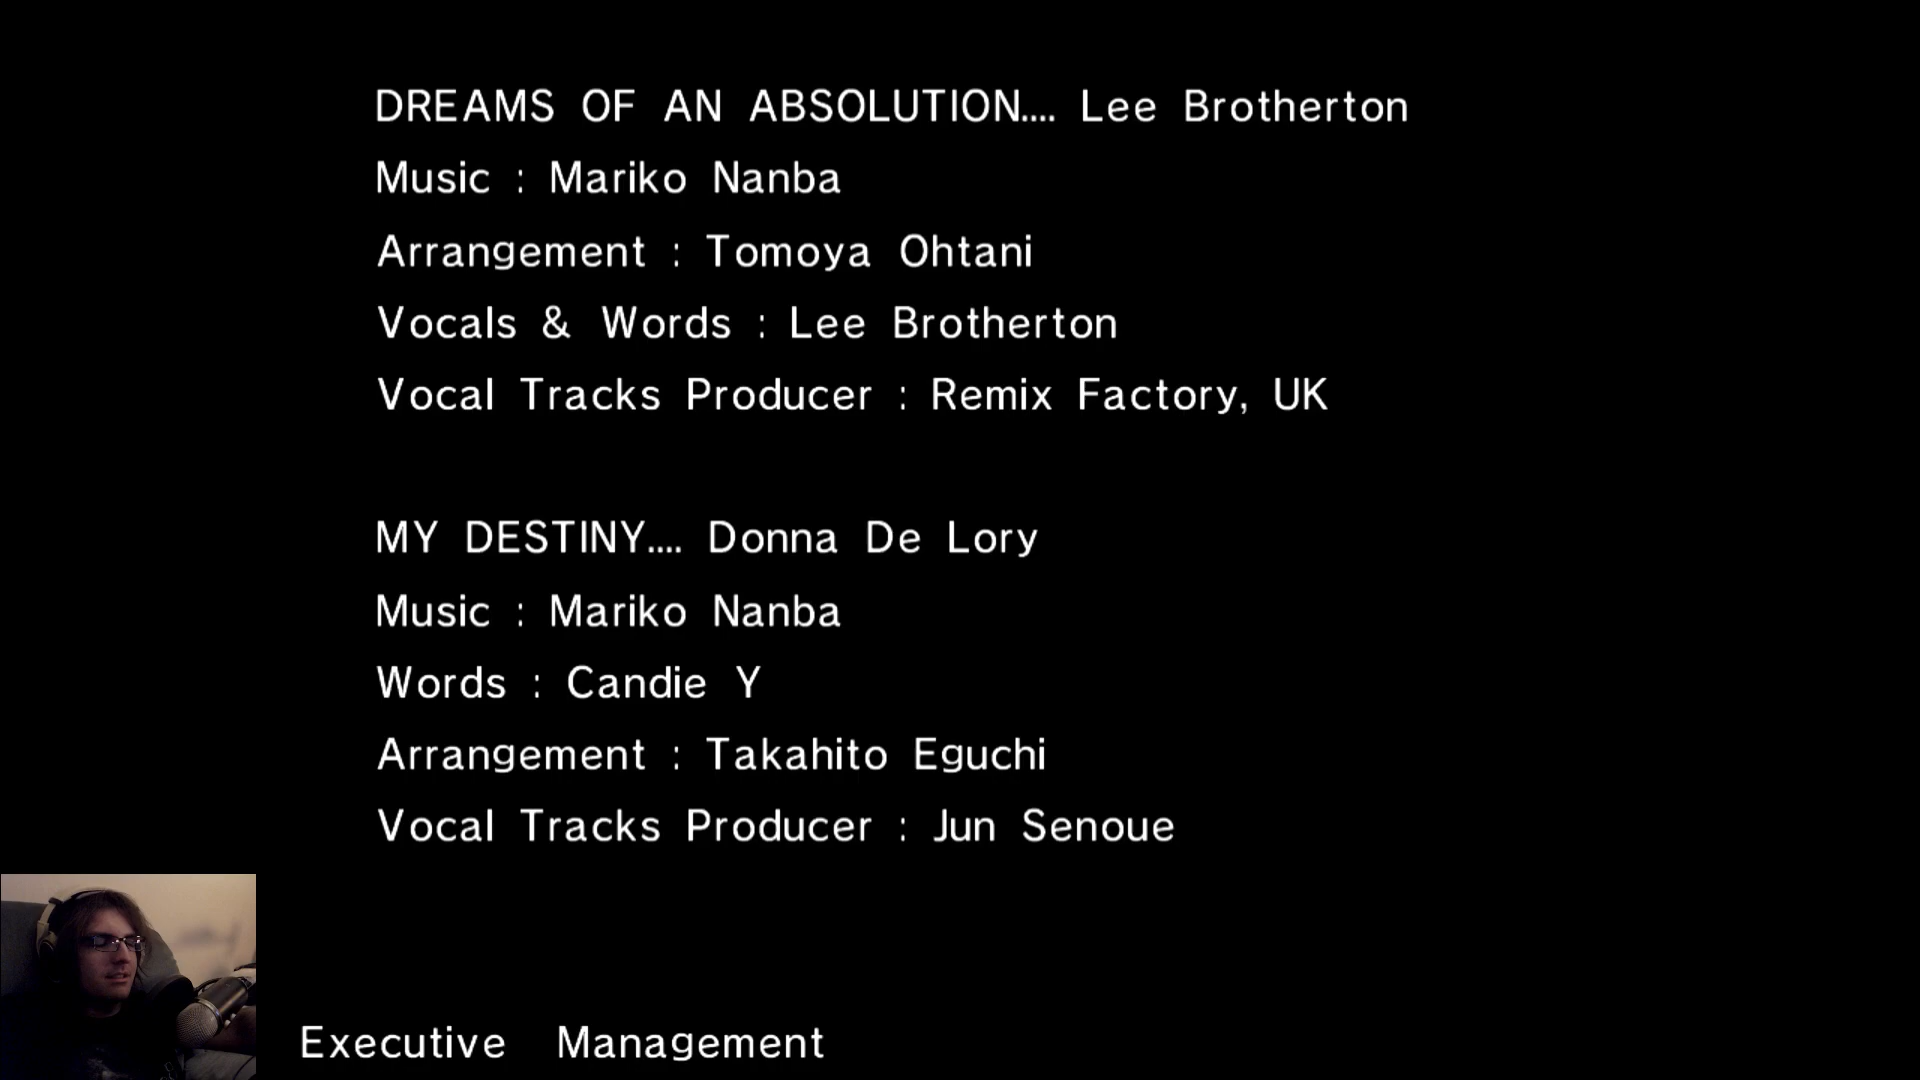 DREAMS OF AN ABSOLUTION.... Lee Brotherton
Music : Mariko Nanba
Arrangement : Tomoya Ohtani
Vocals & Words : Lee Brotherton
Vocal Tracks Producer : Remix Factory, UK
MY DESTINY.... Donna De Lory
Music : Mariko Nanba
Words : Candie Y
Arrangement : Takahito Eguchi
Vocal Tracks Producer : Jun Senoue
Executive Management